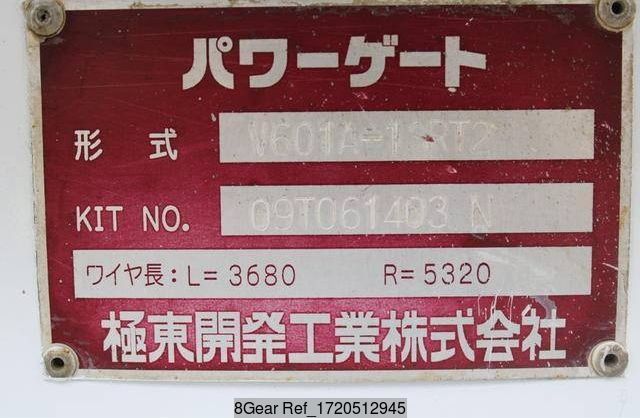 パワーゲート
形 式 V601A-1SRT2
KIT NO. 09T061403 N
ワイヤ長:L=3680 R=5320
極東開発工業株式会社
8Gear Ref_1720512945